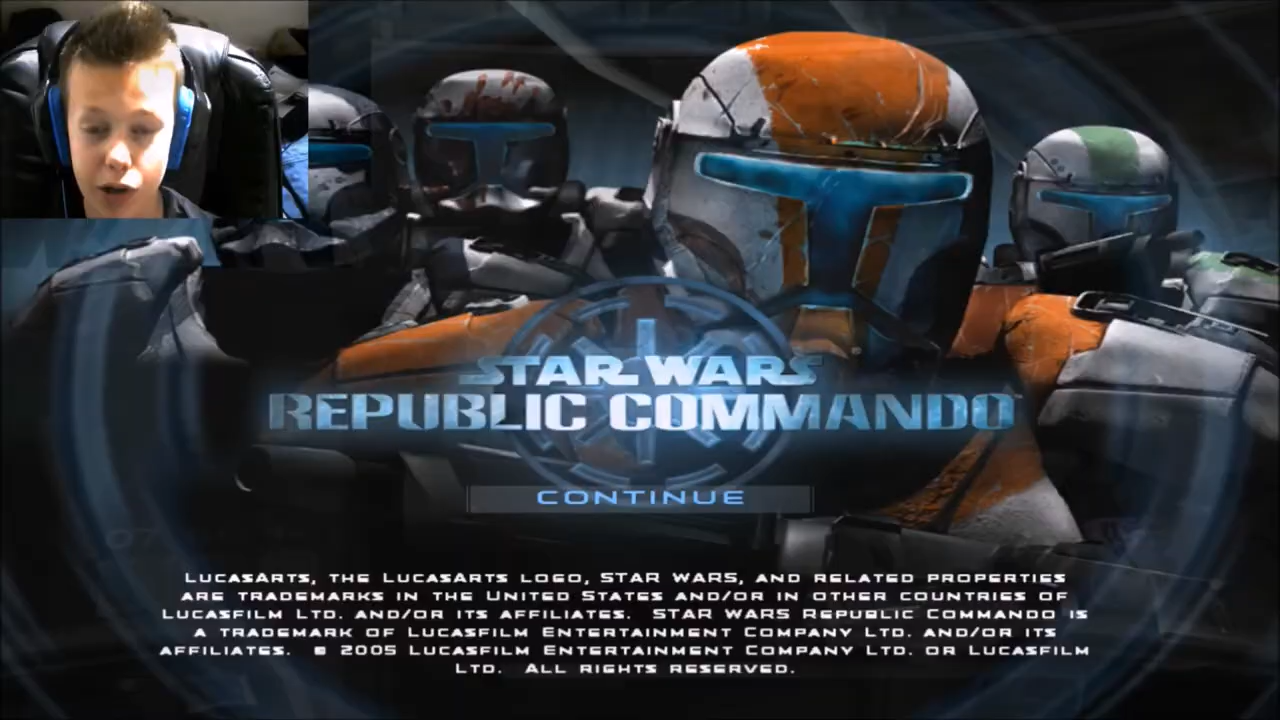 STAR WARS
REPUBLIC COMMANDO
CONTINUE
LUCASARTS, THE LUCASARTS LOGO, STAR WARS, AND RELATED PROPERTIES
ARE TRADEMARKS IN THE UNITED STATES AND/OR IN OTHER COUNTRIES OF
LUCASFILM LTD. AND/OR ITS AFFILIATES. STAR WARS REPUBLIC COMMANDO IS
A TRADEMARK OF LUCASFILM ENTERTAINMENT COMPANY LTD. AND/OR ITS
AFFILIATES. © 2005 LUCASFILM ENTERTAINMENT COMPANY LTD. OR LUCASFILM
LTD. ALL RIGHTS RESERVED.